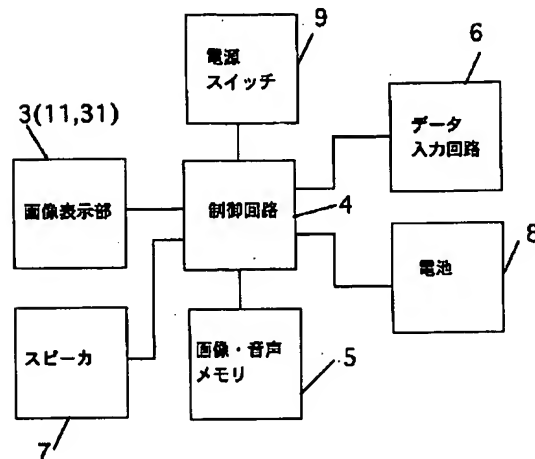 9
電源
スイッチ
6
データ
入力回路
3(11,31)
画像表示部
制御回路
4
8
電池
スピーカ
7
画像・音声
メモリ
5